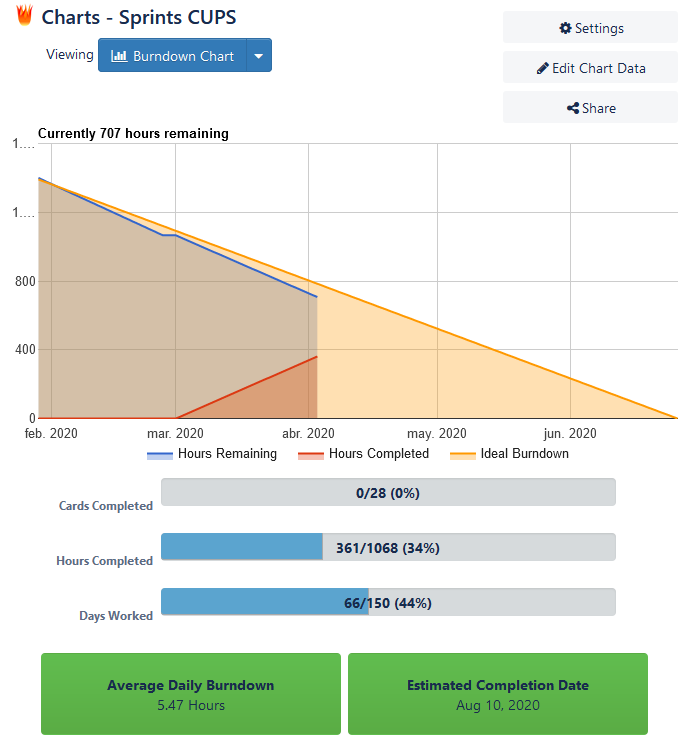 Charts - Sprints CUPS
Settings
Viewing
Burndown Chart
Edit Chart Data
Share
Currently 707 hours remaining
1....
1....
800
400
0
feb. 2020
mar. 2020
abr. 2020
may. 2020
jun. 2020
Hours Remaining
Hours Completed
Ideal Burndown
Cards Completed
0/28 (0%)
Hours Completed
361/1068 (34%)
Days Worked
66/150 (44%)
Average Daily Burndown
5.47 Hours
Estimated Completion Date
Aug 10, 2020